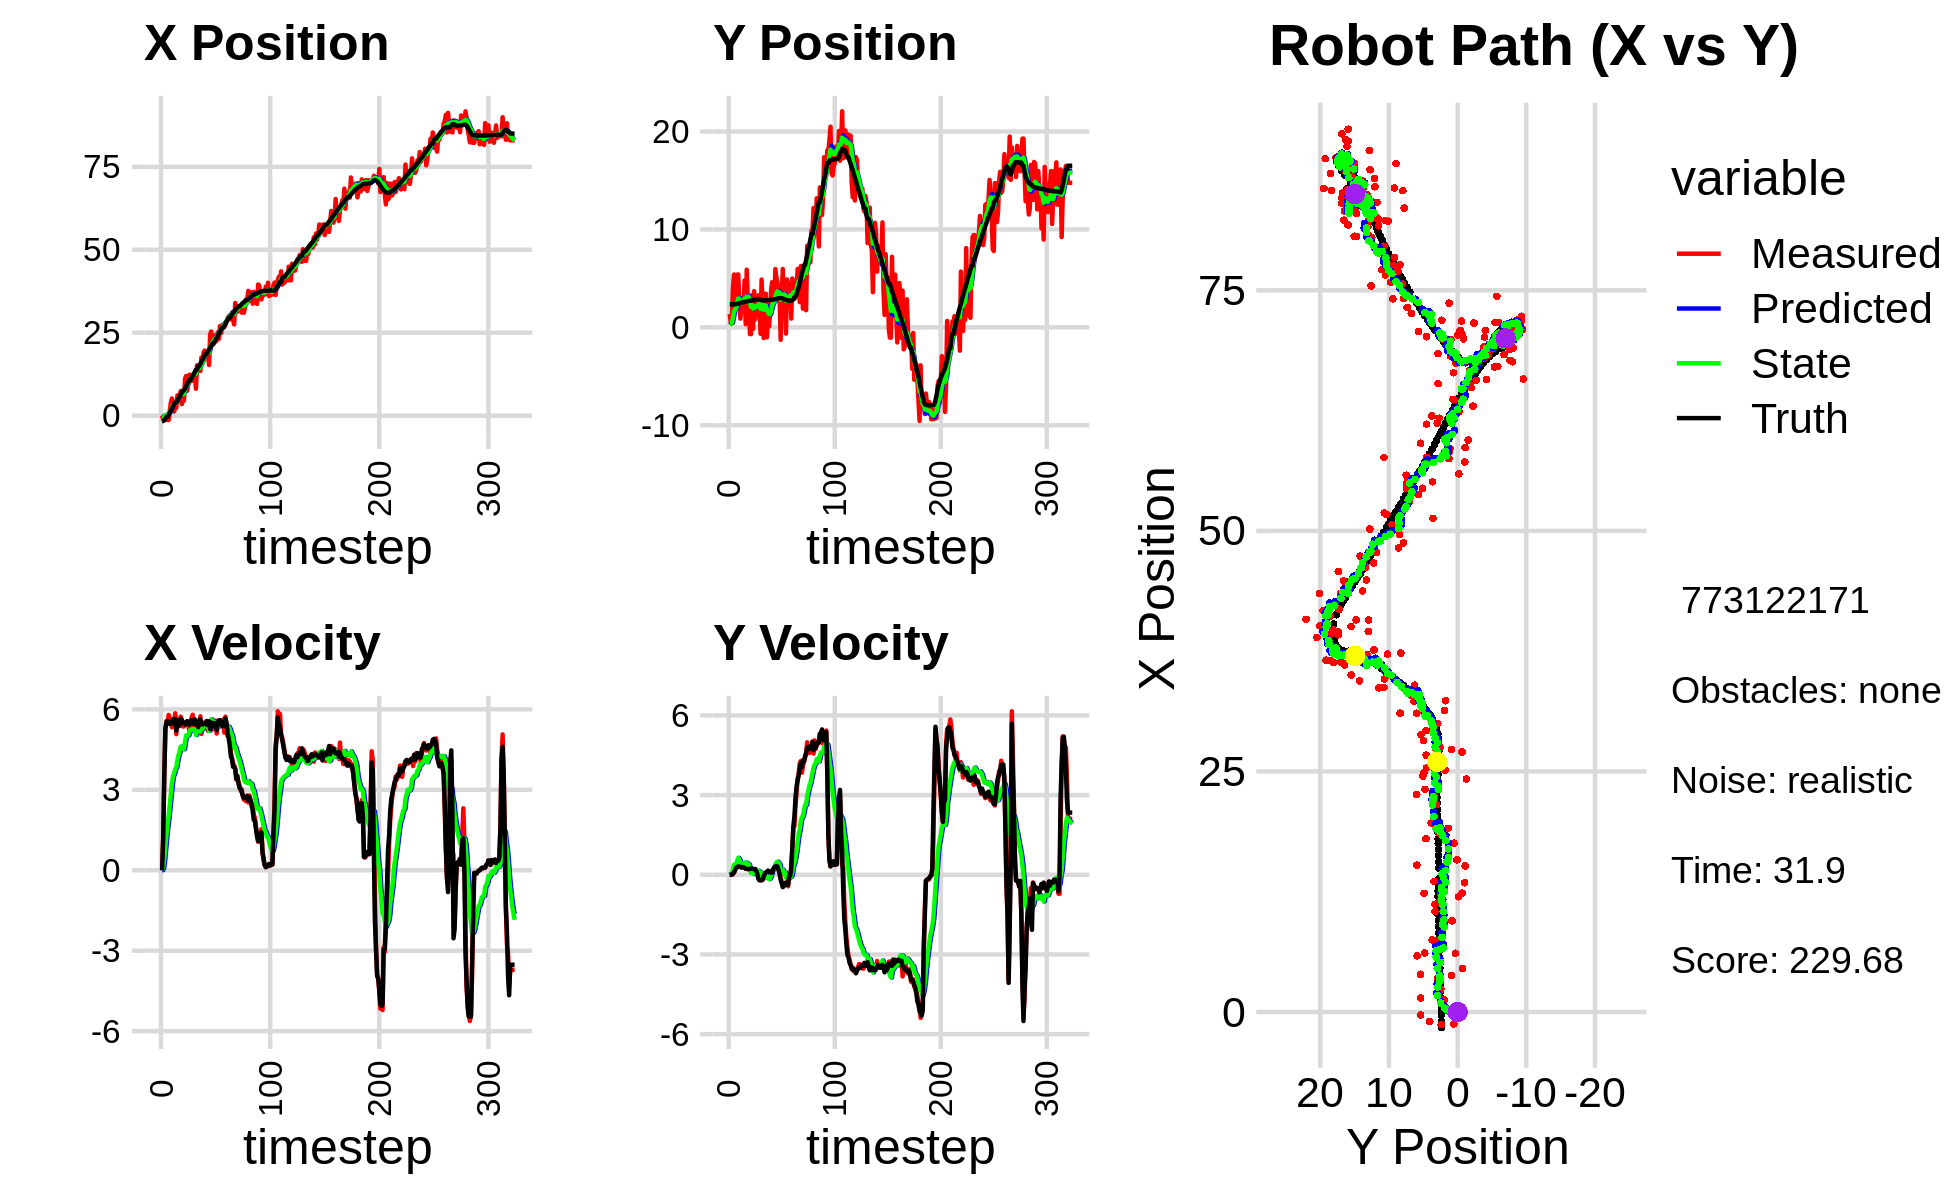 X Position
75
50
25
0
0
100
200
300
timestep
Y Position
20
10
0
-10
0
100
200
300
timestep
X Velocity
6
3
0
-3
-6
0
100
200
300
timestep
Y Velocity
6
3
0
-3
-6
0
100
200
300
timestep
Robot Path (X vs Y)
X Position
75
50
25
0
20 10 0 -10 -20
Y Position
variable
Measured
Predicted
State
Truth
773122171
Obstacles: none
Noise: realistic
Time: 31.9
Score: 229.68